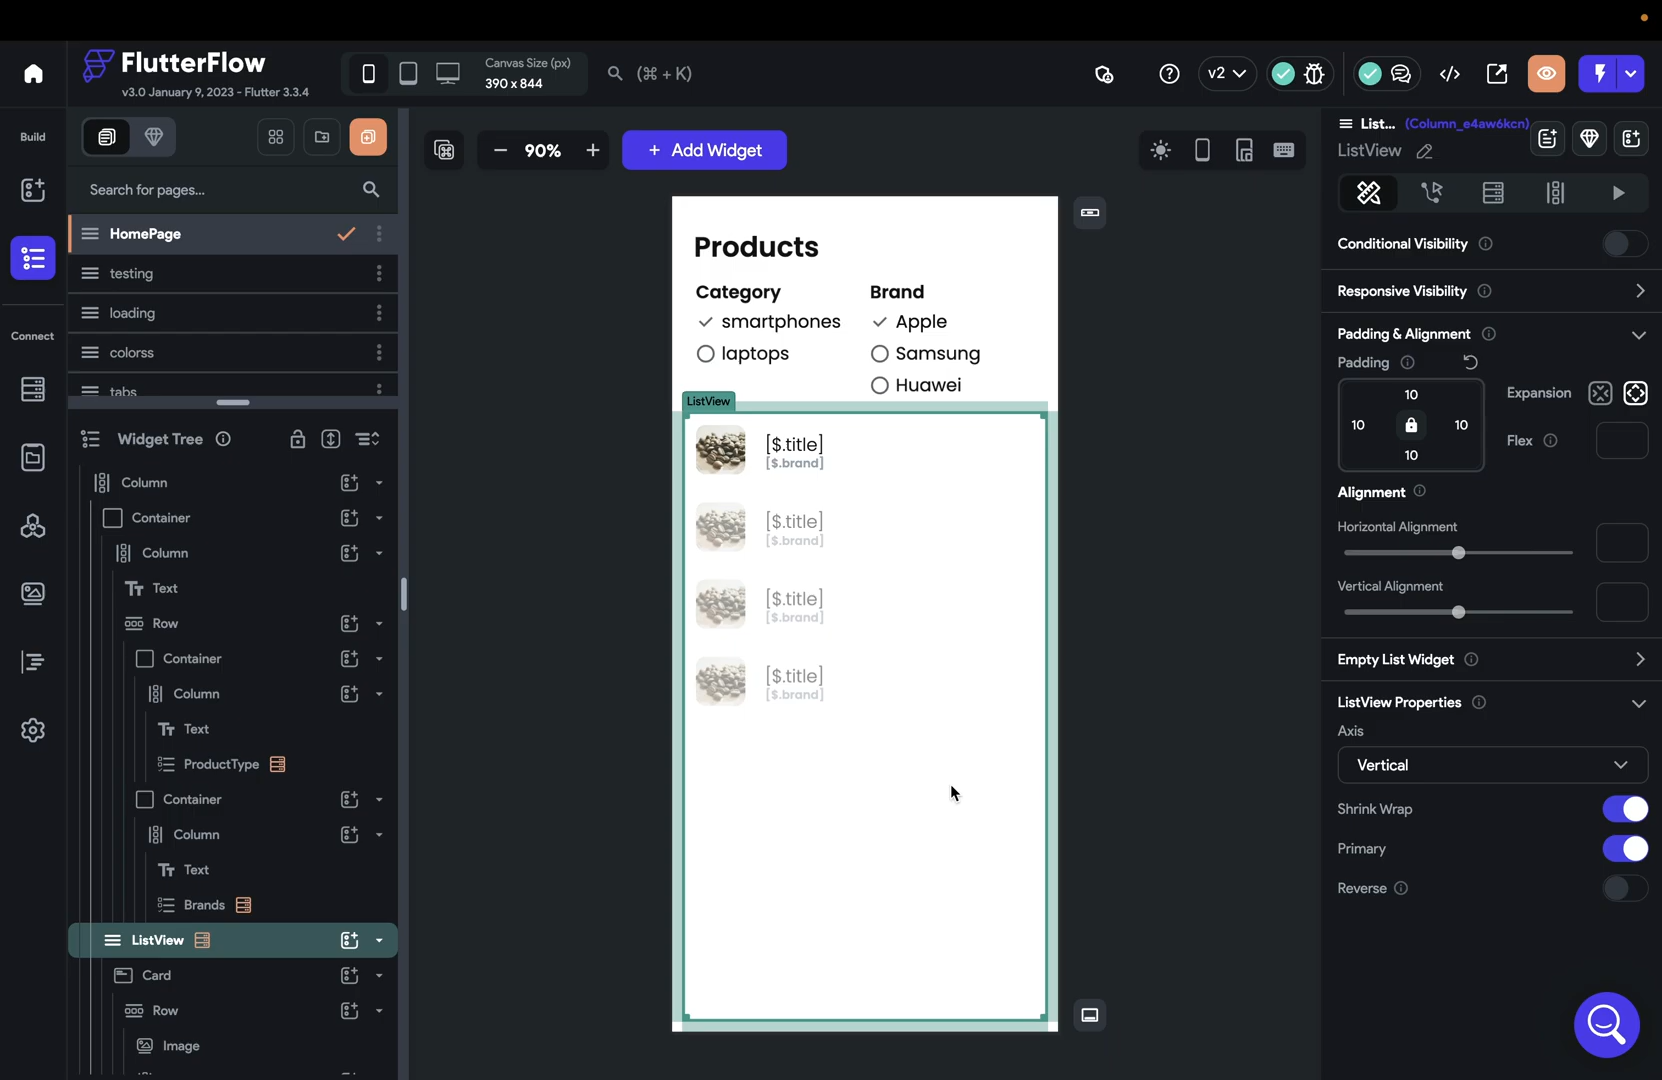 FlutterFlow
v3.0 January 9, 2023 - Flutter 3.3.4
Canvas Size (px)
390 x 844
(⌘ + K)
v2
Build
Connect
Search for pages...
HomePage
testing
loading
colorss
tabs
Widget Tree
Column
Container
Column
Text
Row
Container
Column
Text
ProductType
Container
Column
Text
Brands
ListView
Card
Row
Image
90%
+ Add Widget
Products
Category
Brand
smartphones
Apple
laptops
Samsung
Huawei
ListView
[$.title]
[$.brand]
[$.title]
[$.brand]
[$.title]
[$.brand]
[$.title]
[$.brand]
List... (Column_e4aw6kcn)
ListView
Conditional Visibility
Responsive Visibility
Padding & Alignment
Padding
10
10
10
10
Expansion
Flex
Alignment
Horizontal Alignment
Vertical Alignment
Empty List Widget
ListView Properties
Axis
Vertical
Shrink Wrap
Primary
Reverse